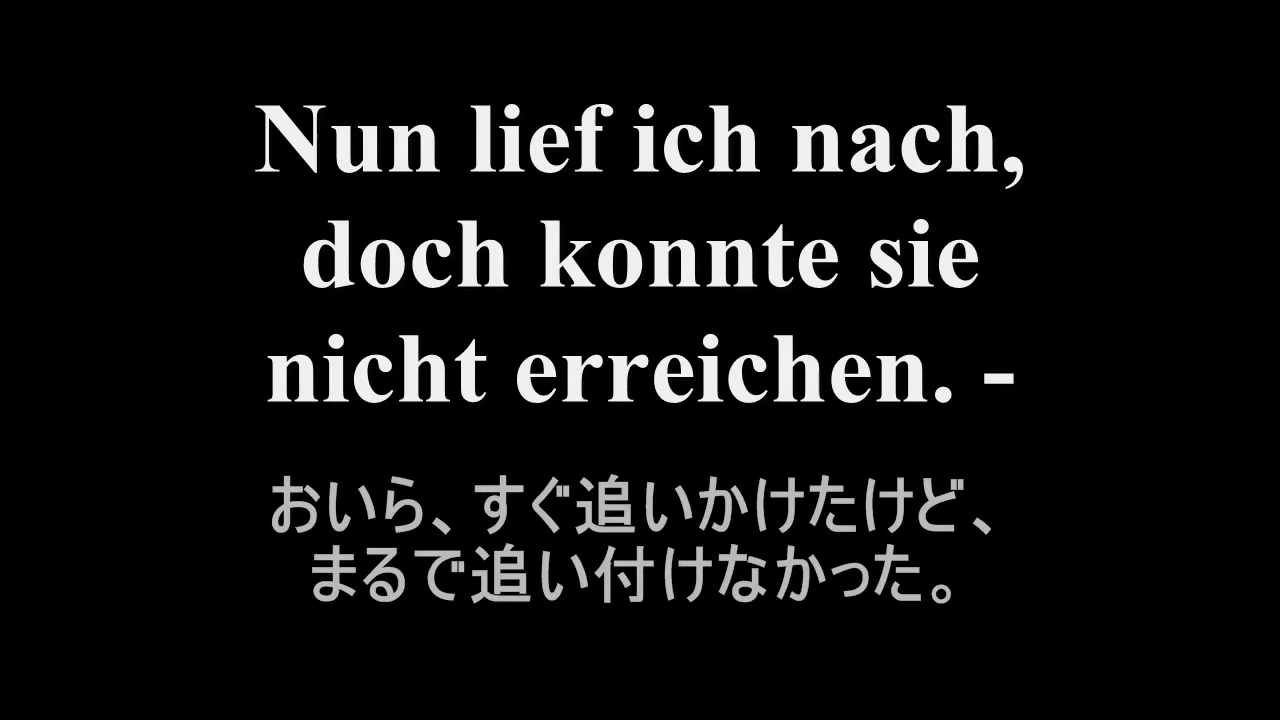 Nun lief ich nach,
doch konnte sie
nicht erreichen. -
おいら、すぐ追いかけたけど、
まるで追い付けなかった。